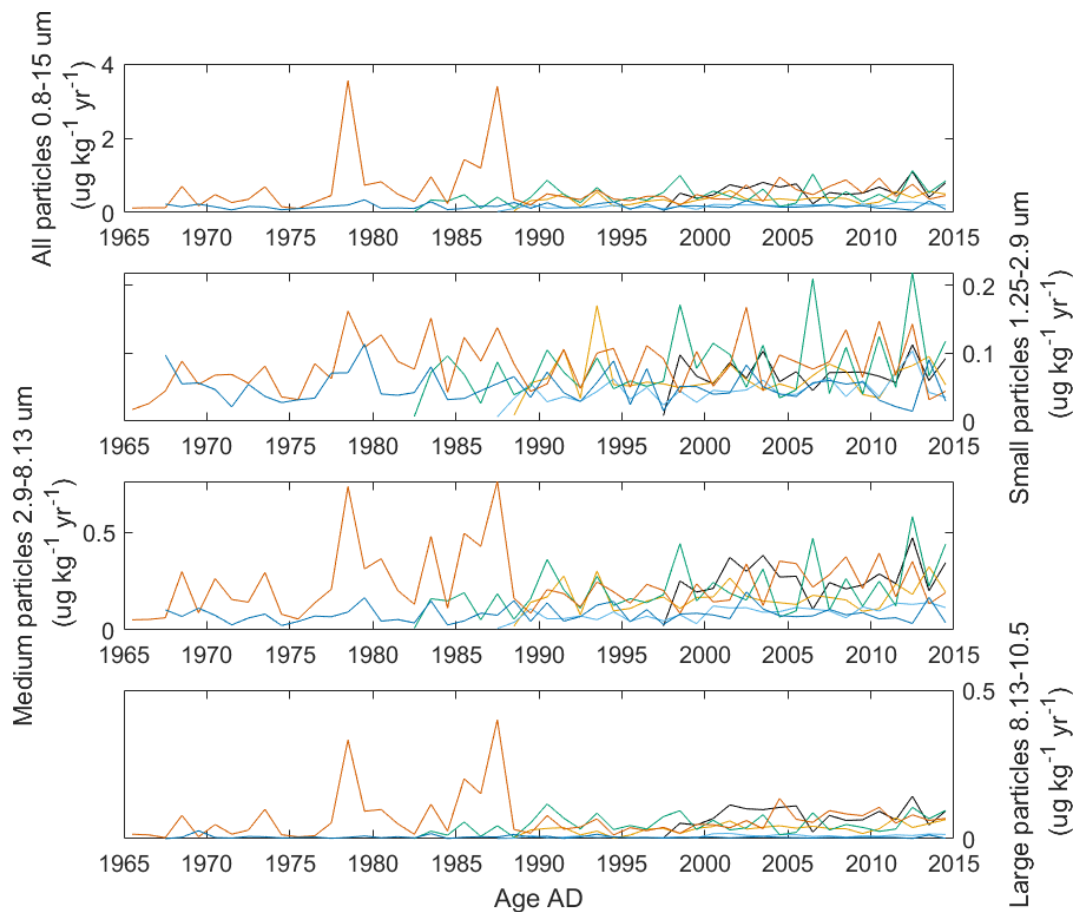 All particles 0.8-15 um
(ug kg⁻¹ yr⁻¹)
4
2
0
1965 1970 1975 1980 1985 1990 1995 2000 2005 2010 2015
Small particles 1.25-2.9 um
(ug kg⁻¹ yr⁻¹)
0.2
0.1
0
1965 1970 1975 1980 1985 1990 1995 2000 2005 2010 2015
Medium particles 2.9-8.13 um
(ug kg⁻¹ yr⁻¹)
0.5
0
1965 1970 1975 1980 1985 1990 1995 2000 2005 2010 2015
Large particles 8.13-10.5
(ug kg⁻¹ yr⁻¹)
0.5
0
1965 1970 1975 1980 1985 1990 1995 2000 2005 2010 2015
Age AD